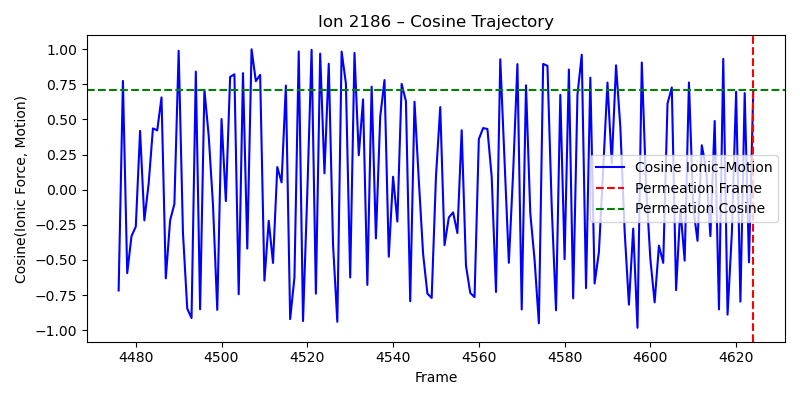 Ion 2186 – Cosine Trajectory
Cosine(Ionic Force, Motion)
1.00
0.75
0.50
0.25
0.00
−0.25
−0.50
−0.75
−1.00
Cosine Ionic–Motion
Permeation Frame
Permeation Cosine
4480
4500
4520
4540
4560
4580
4600
4620
Frame